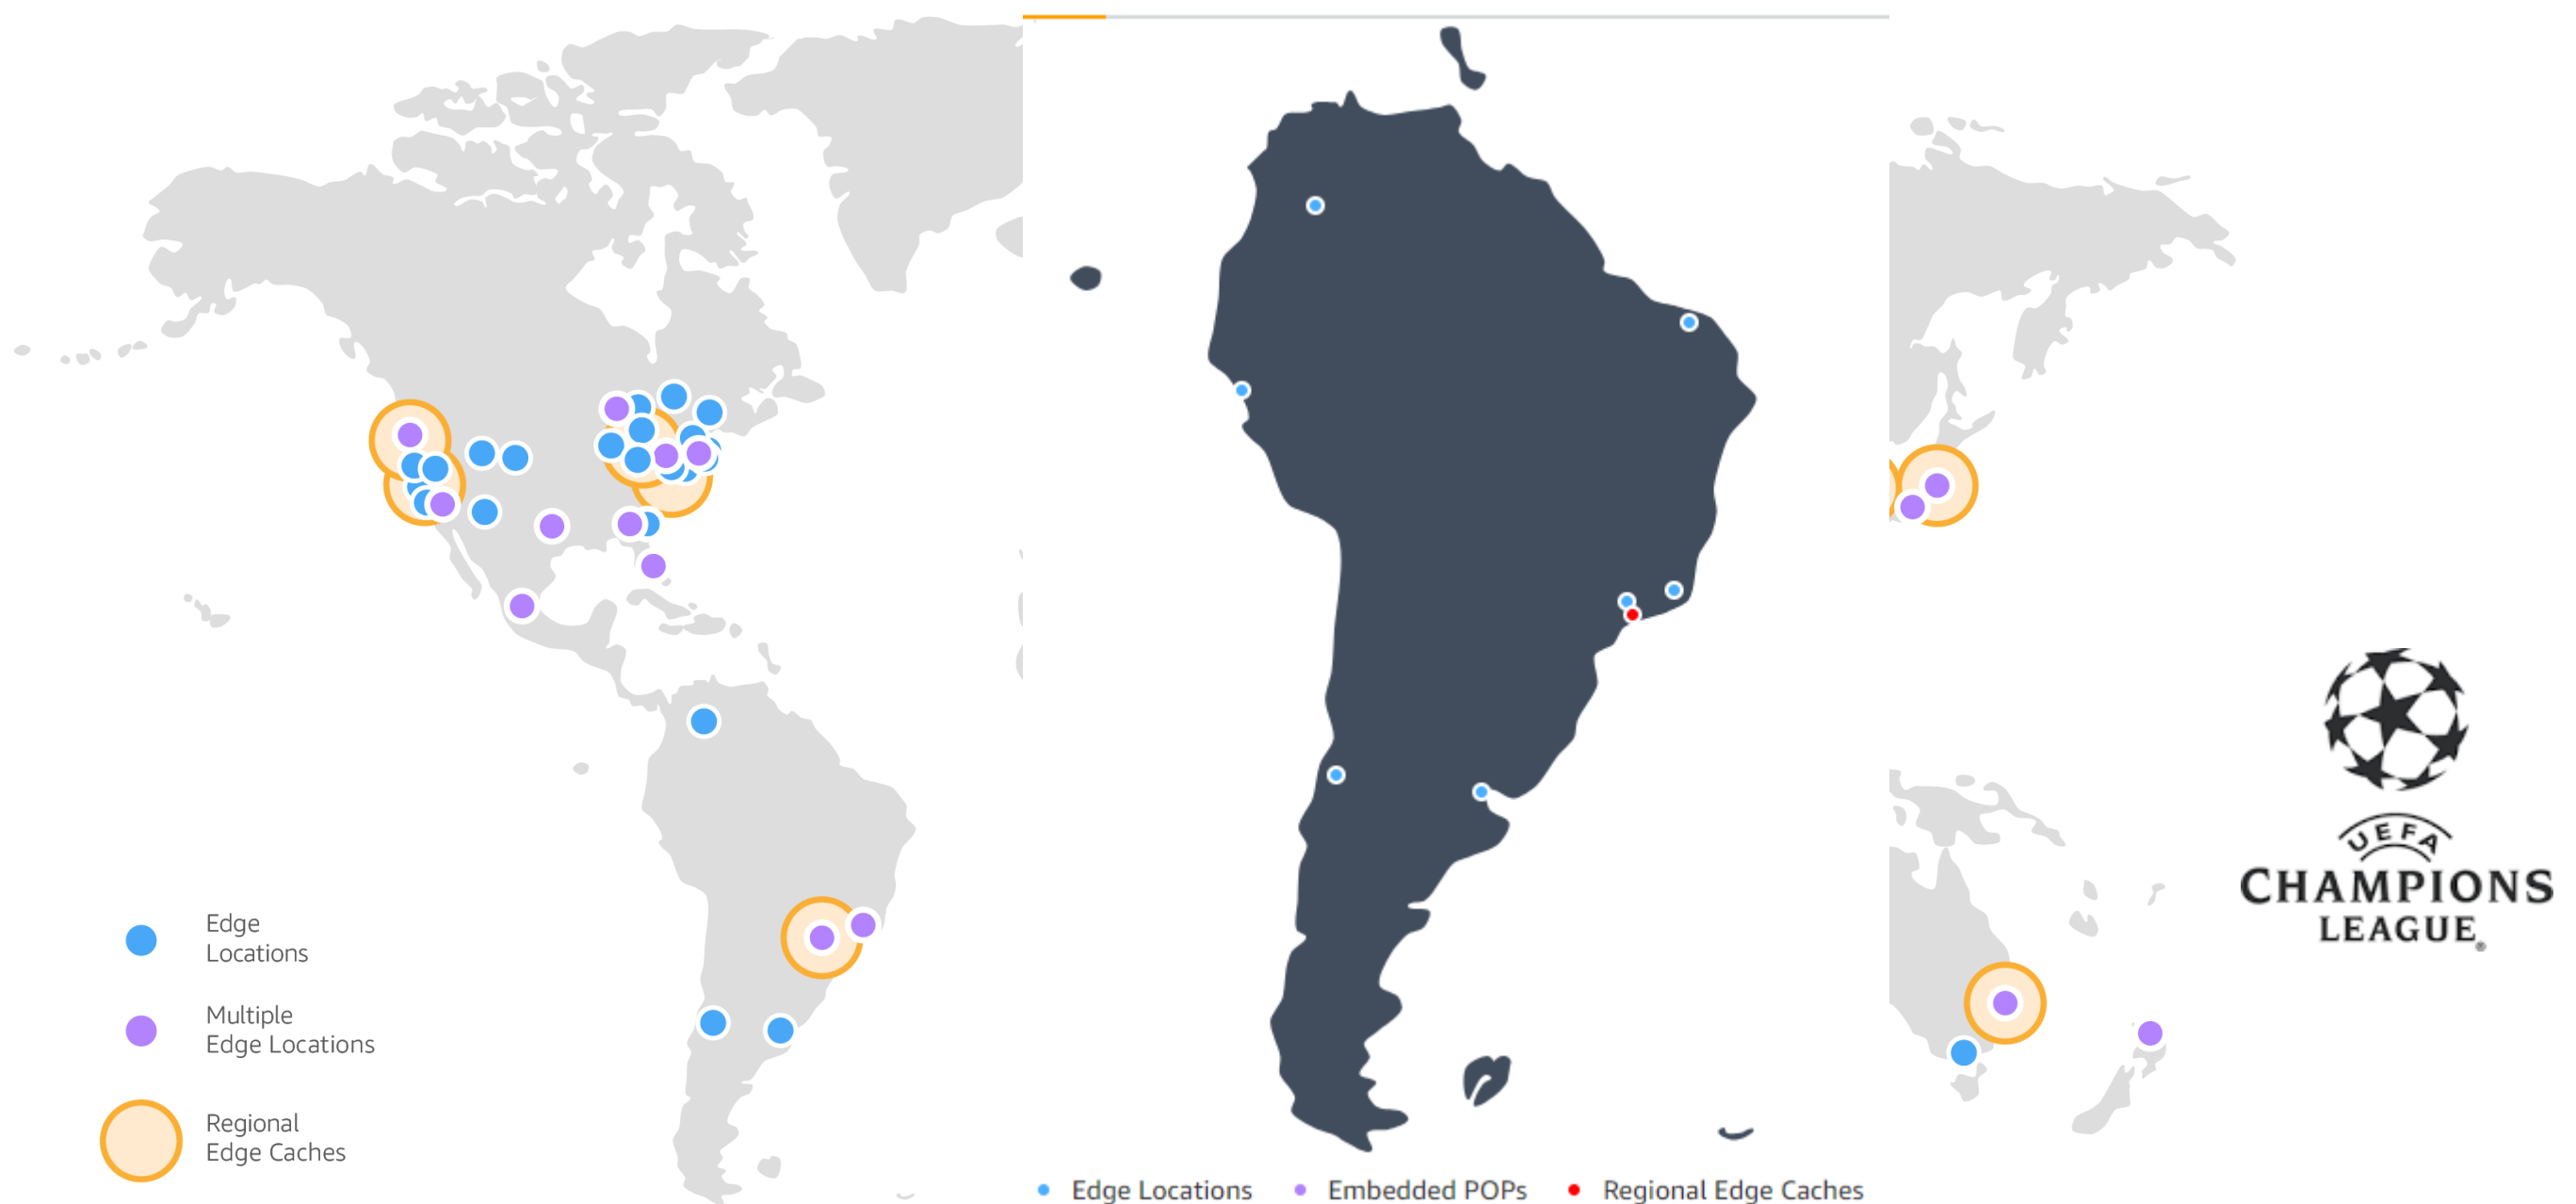 Edge
Locations
Multiple
Edge Locations
Regional
Edge Caches
Edge Locations
Embedded POPs
Regional Edge Caches
UEFA
CHAMPIONS
LEAGUE®